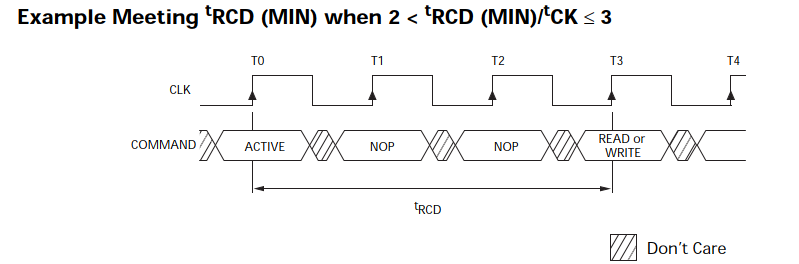 Example Meeting tRCD (MIN) when 2 < tRCD (MIN)/tCK ≤ 3
T0 T1 T2 T3 T4
CLK
COMMAND ACTIVE NOP NOP READ or
WRITE
tRCD
Don't Care